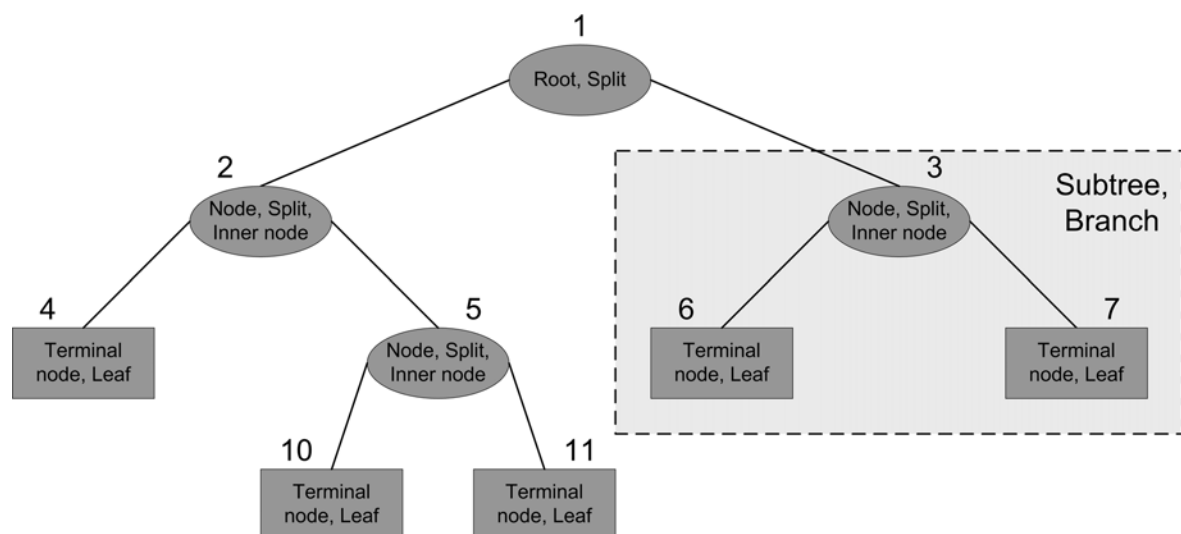 1
Root, Split
2
Node, Split,
Inner node
3
Node, Split,
Inner node
Subtree,
Branch
4
Terminal
node, Leaf
5
Node, Split,
Inner node
6
Terminal
node, Leaf
7
Terminal
node, Leaf
10
Terminal
node, Leaf
11
Terminal
node, Leaf